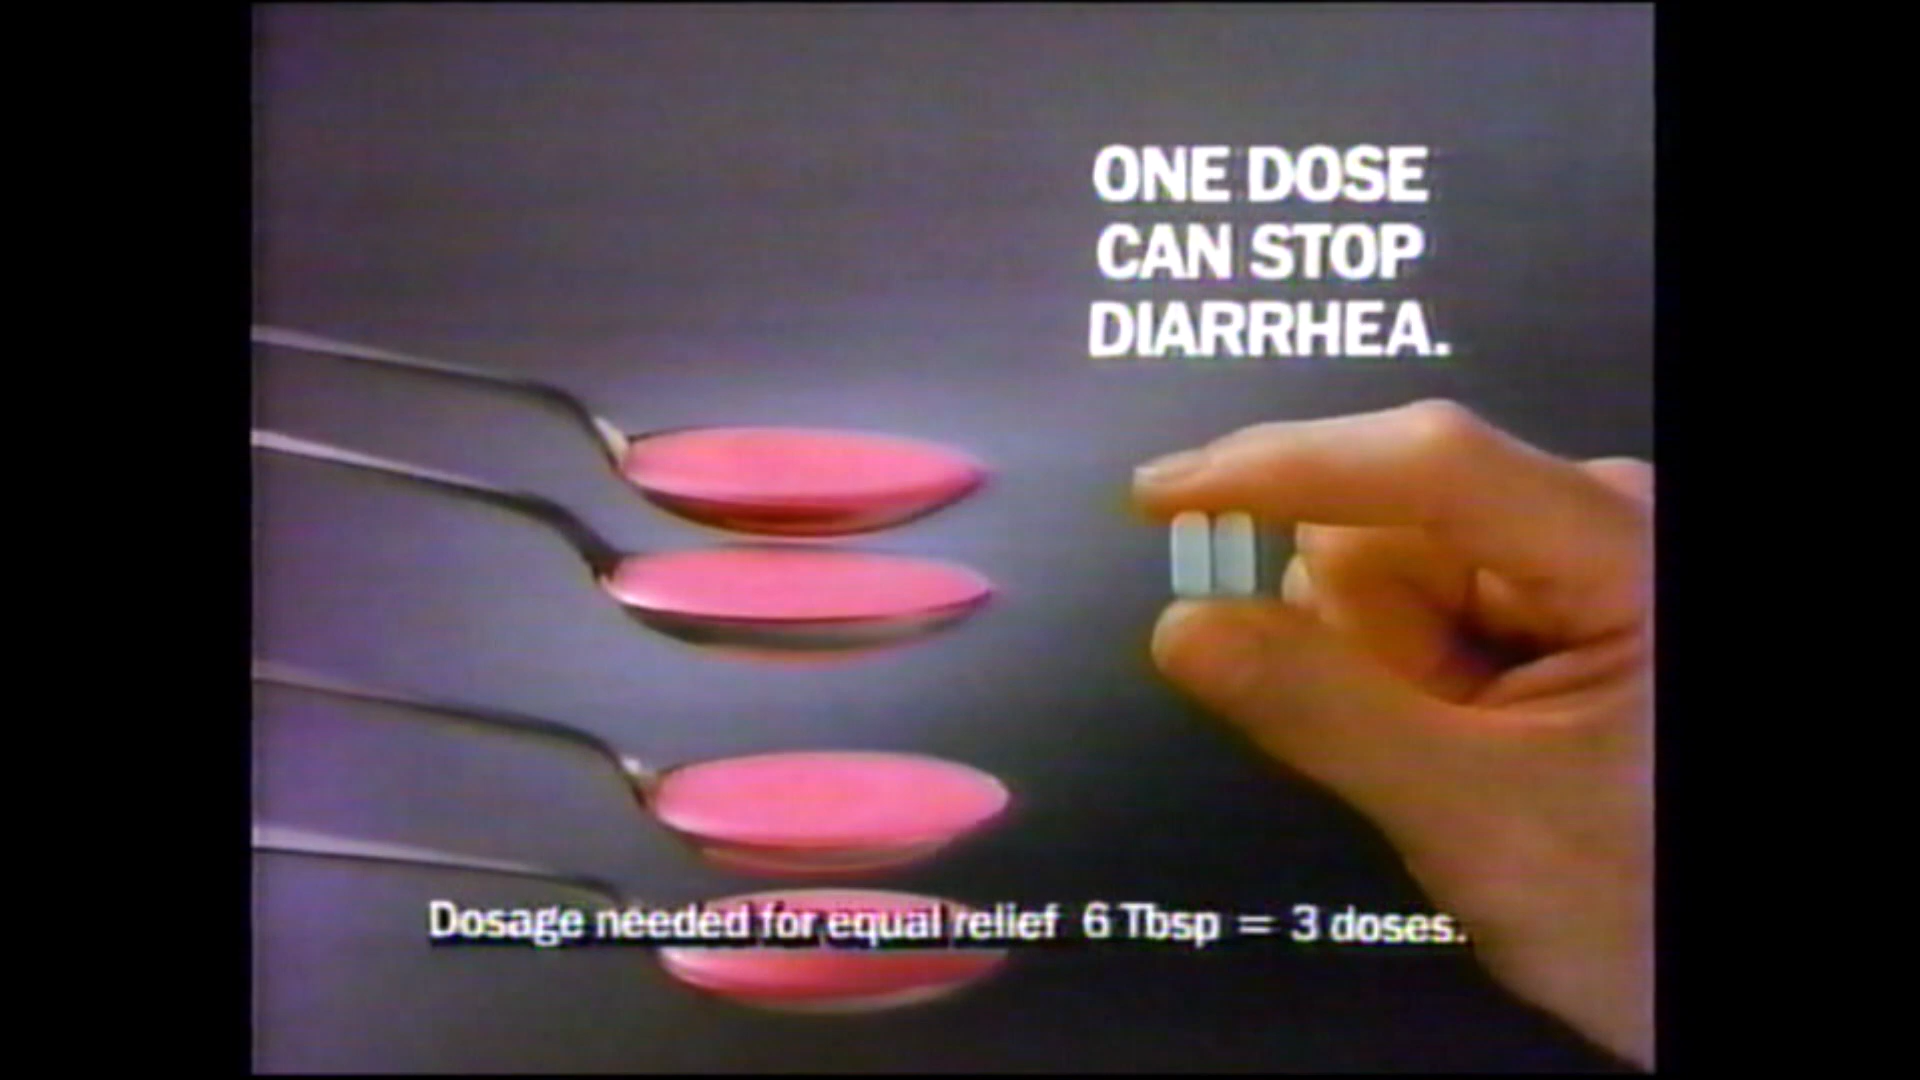 ONE DOSE
CAN STOP
DIARRHEA.
Dosage needed for equal relief 6 Tbsp = 3 doses.